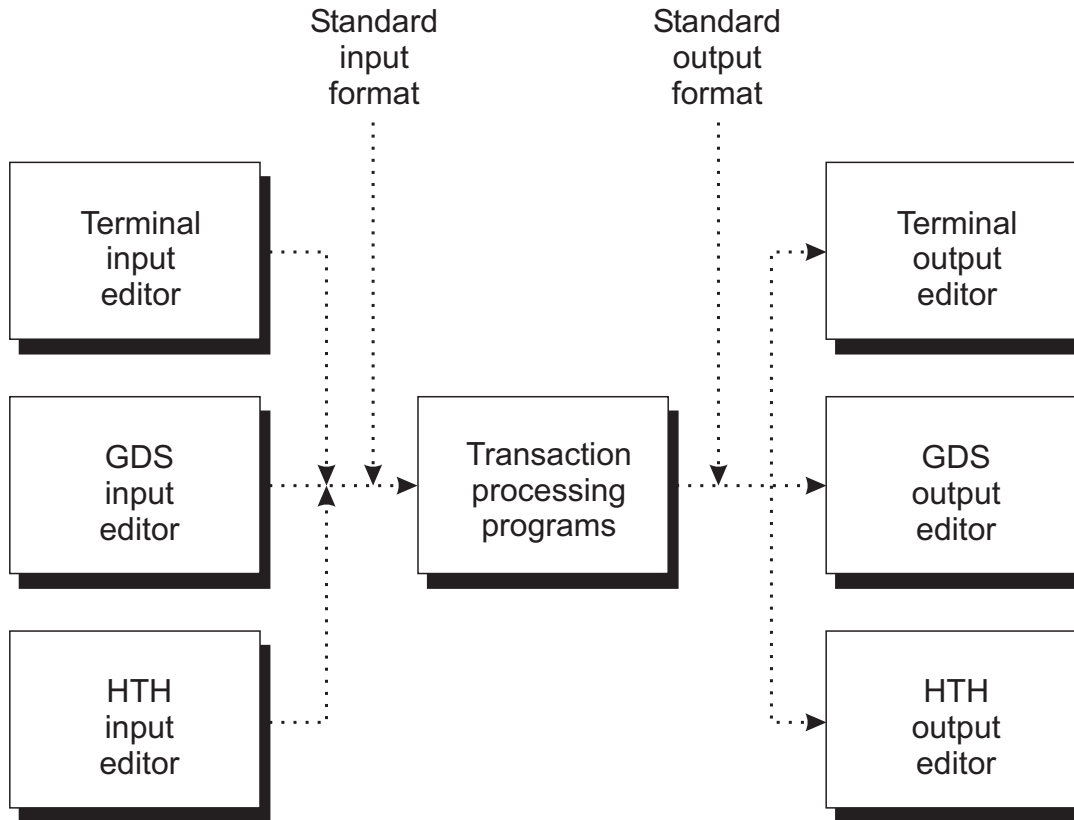 Standard
input
format
Standard
output
format
Terminal
input
editor
Terminal
output
editor
GDS
input
editor
Transaction
processing
programs
GDS
output
editor
HTH
input
editor
HTH
output
editor